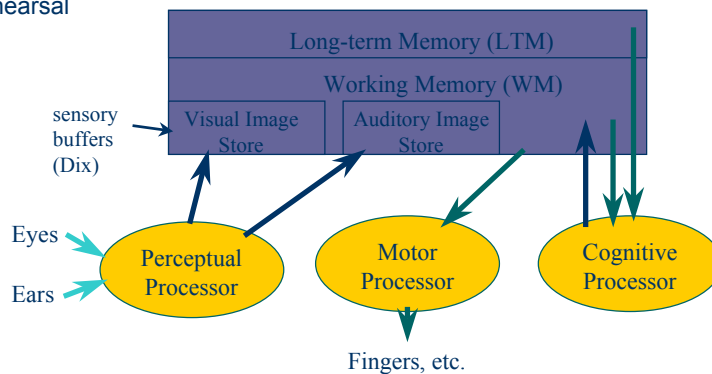 Long-term Memory (LTM)
Working Memory (WM)
sensory
buffers
(Dix)
Visual Image
Store
Auditory Image
Store
Eyes
Ears
Perceptual
Processor
Motor
Processor
Cognitive
Processor
Fingers, etc.